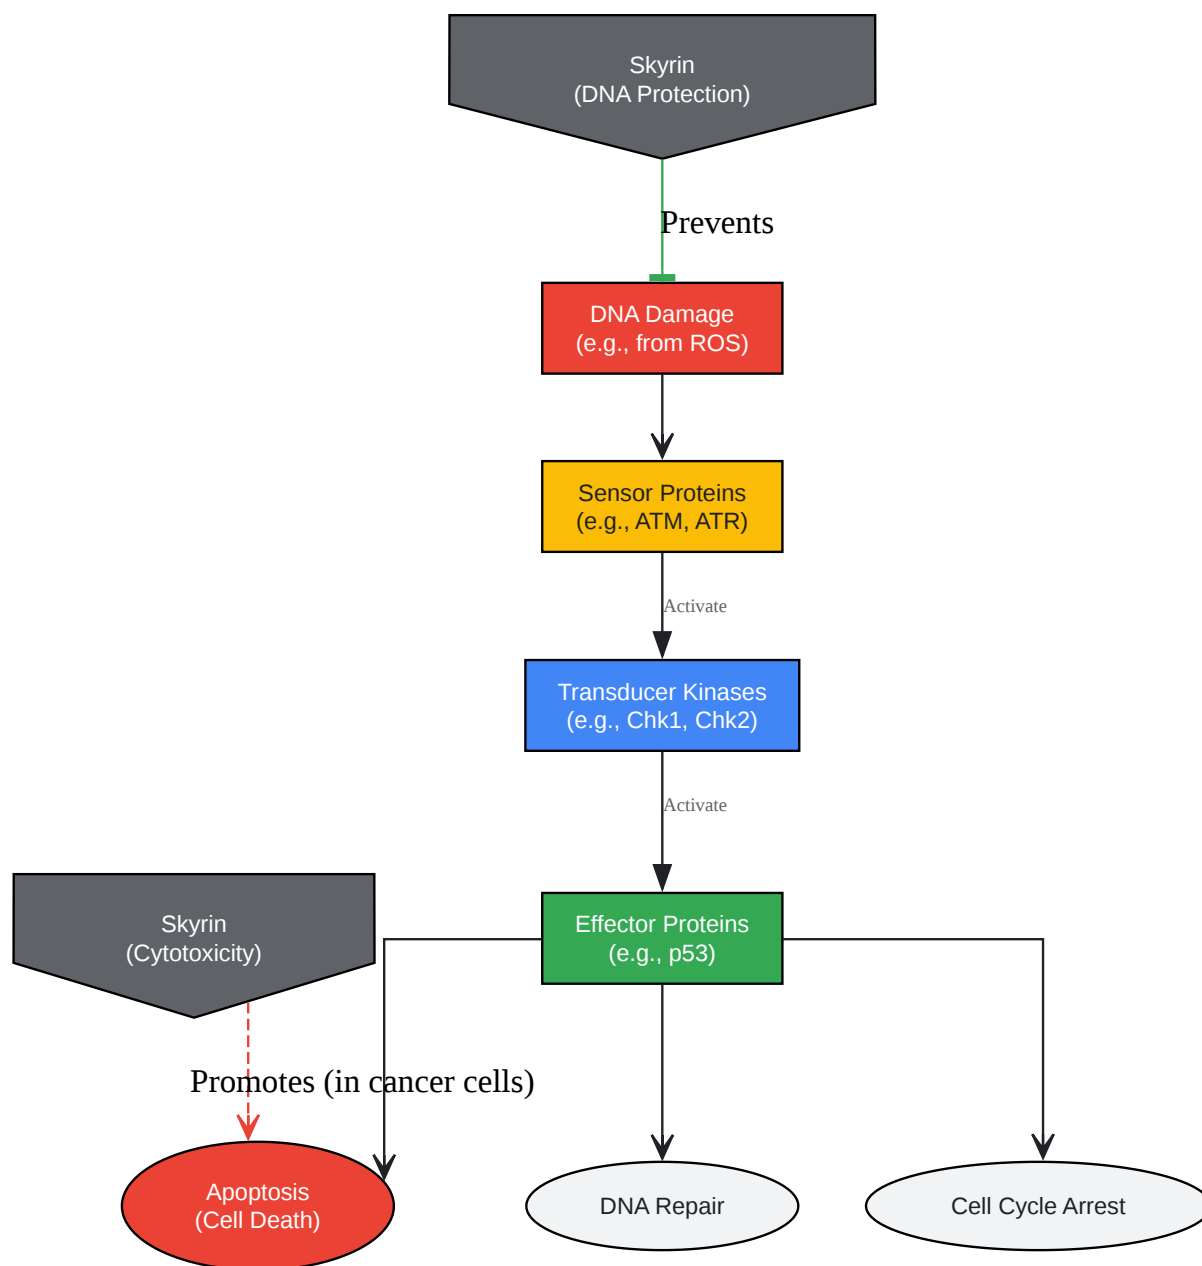 Skyrin
(DNA Protection)
Prevents
DNA Damage
(e.g., from ROS)
Sensor Proteins
(e.g., ATM, ATR)
Activate
Transducer Kinases
(e.g., Chk1, Chk2)
Activate
Skyrin
(Cytotoxicity)
Effector Proteins
(e.g., p53)
Promotes (in cancer cells)
Apoptosis
(Cell Death)
DNA Repair
Cell Cycle Arrest